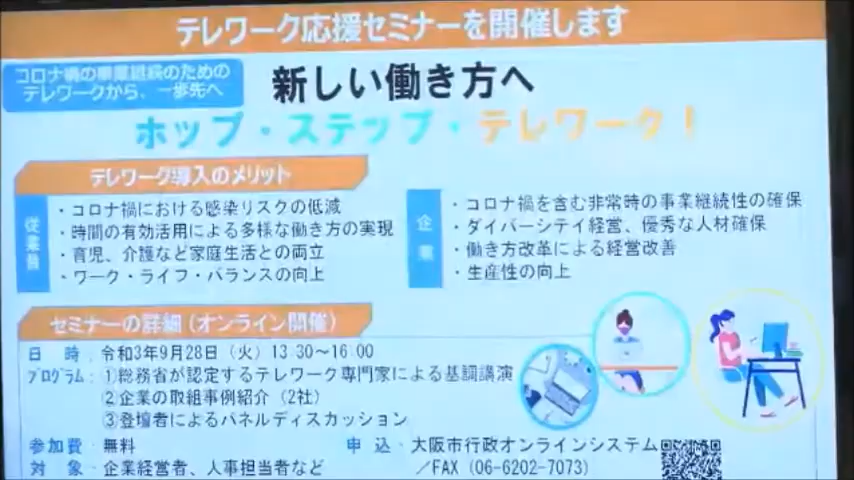 テレワーク応援セミナーを開催します
コロナ禍の事業継続のための
テレワークから、一歩先へ
新しい働き方へ
ホップ・ステップ・テレワーク！
テレワーク導入のメリット
従業員
・コロナ禍における感染リスクの低減
・時間の有効活用による多様な働き方の実現
・育児、介護など家庭生活との両立
・ワーク・ライフ・バランスの向上
企業
・コロナ禍を含む非常時の事業継続性の確保
・ダイバーシテイ経営、優秀な人材確保
・働き方改革による経営改善
・生産性の向上
セミナーの詳細（オンライン開催）
日時：令和3年9月28日（火）13:30～16:00
プログラム：①総務省が認定するテレワーク専門家による基調講演
②企業の取組事例紹介（2社）
③登壇者によるパネルディスカッション
参加費：無料
対象：企業経営者、人事担当者など
申込：大阪市行政オンラインシステム
／FAX（06-6202-7073）